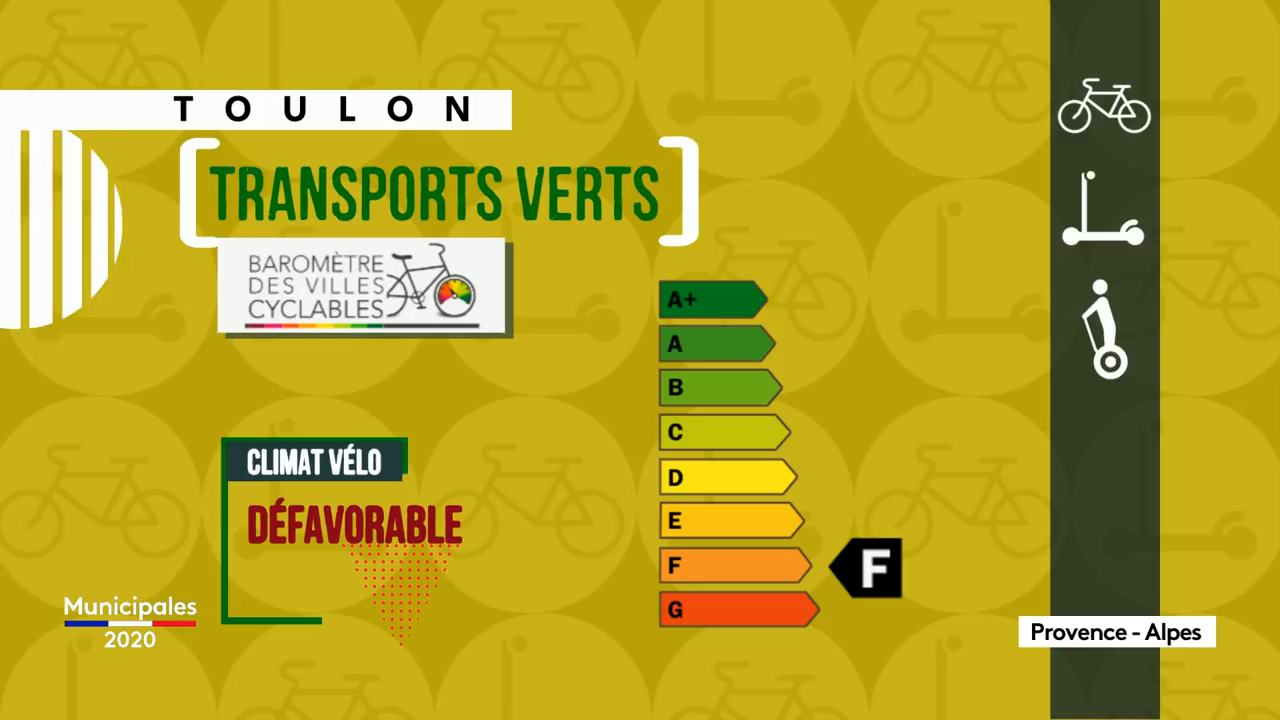 TOULON
TRANSPORTS VERTS
BAROMÈTRE
DES VILLES
CYCLABLES
A+
A
B
C
D
E
F
F
G
CLIMAT VÉLO
DÉFAVORABLE
Municipales
2020
Provence - Alpes